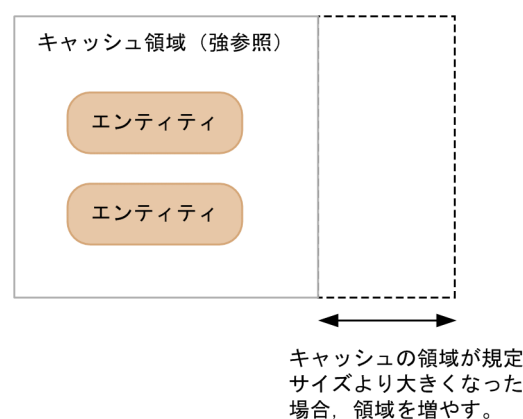 キャッシュ領域（強参照）
エンティティ
エンティティ
キャッシュの領域が規定
サイズより大きくなった
場合，領域を増やす。